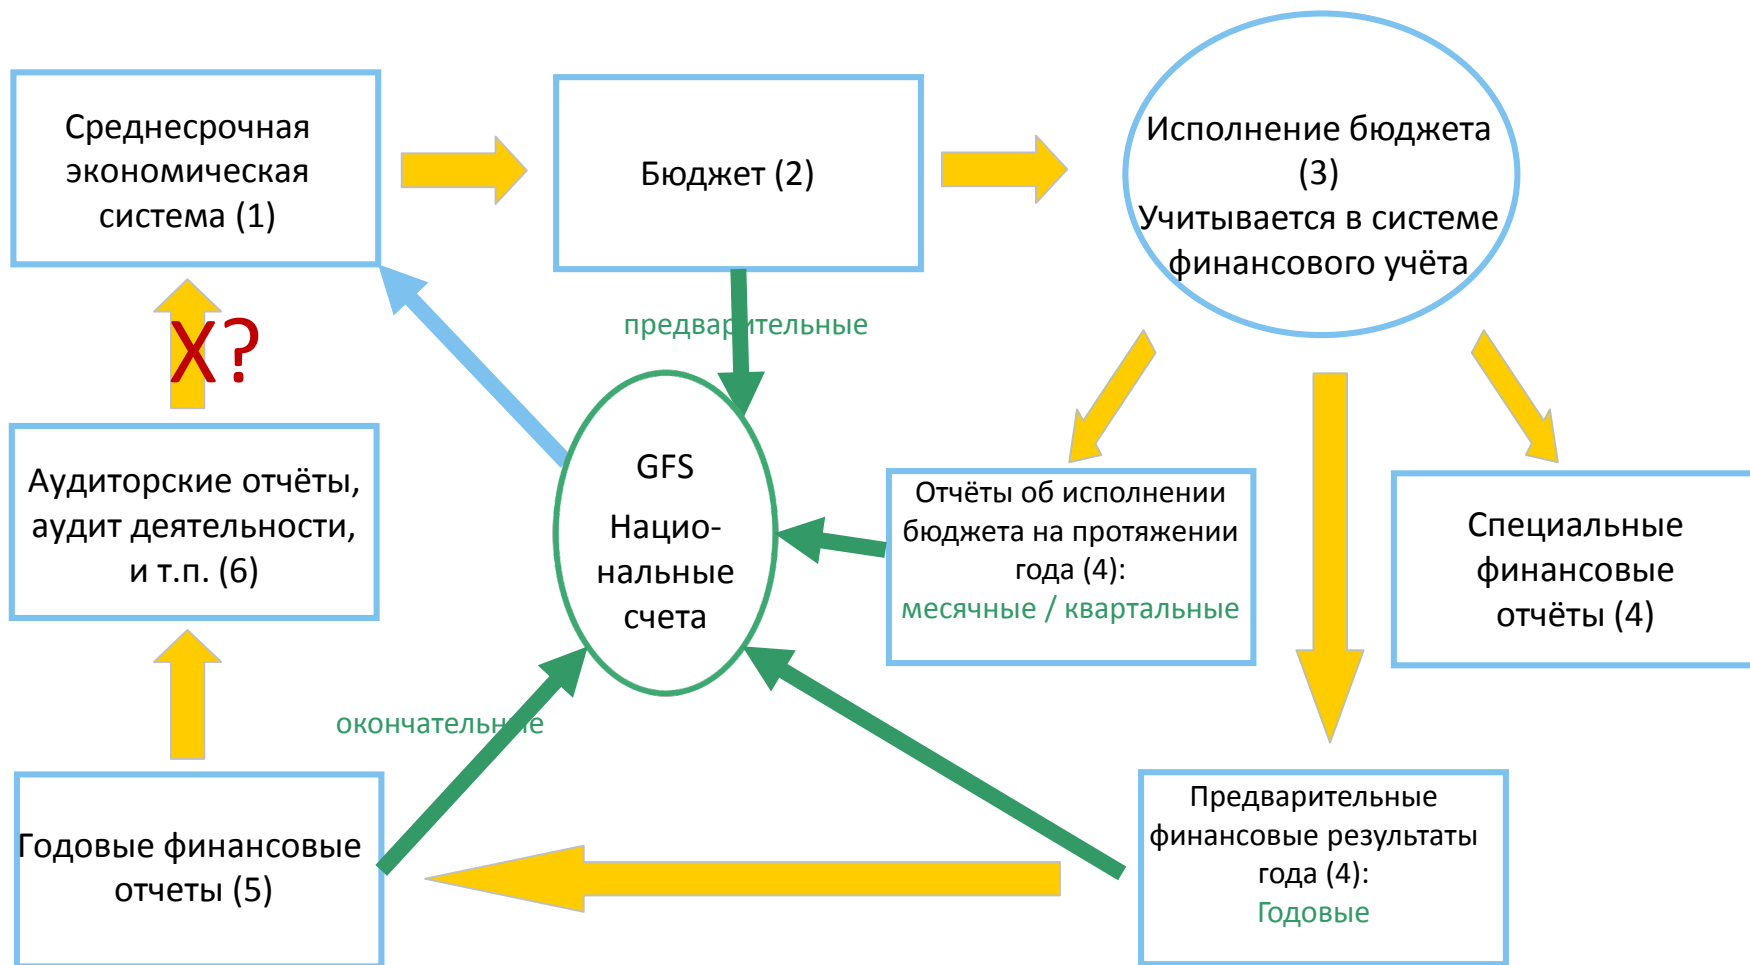 Среднесрочная
экономическая
система (1)
Бюджет (2)
Исполнение бюджета
(3)
Учитывается в системе
финансового учёта
предварительные
X?
GFS
Нацио-
нальные
счета
Аудиторские отчёты,
аудит деятельности,
и т.п. (6)
Отчёты об исполнении
бюджета на протяжении
года (4):
месячные / квартальные
Специальные
финансовые
отчёты (4)
окончательные
Годовые финансовые
отчеты (5)
Предварительные
финансовые результаты
года (4):
Годовые